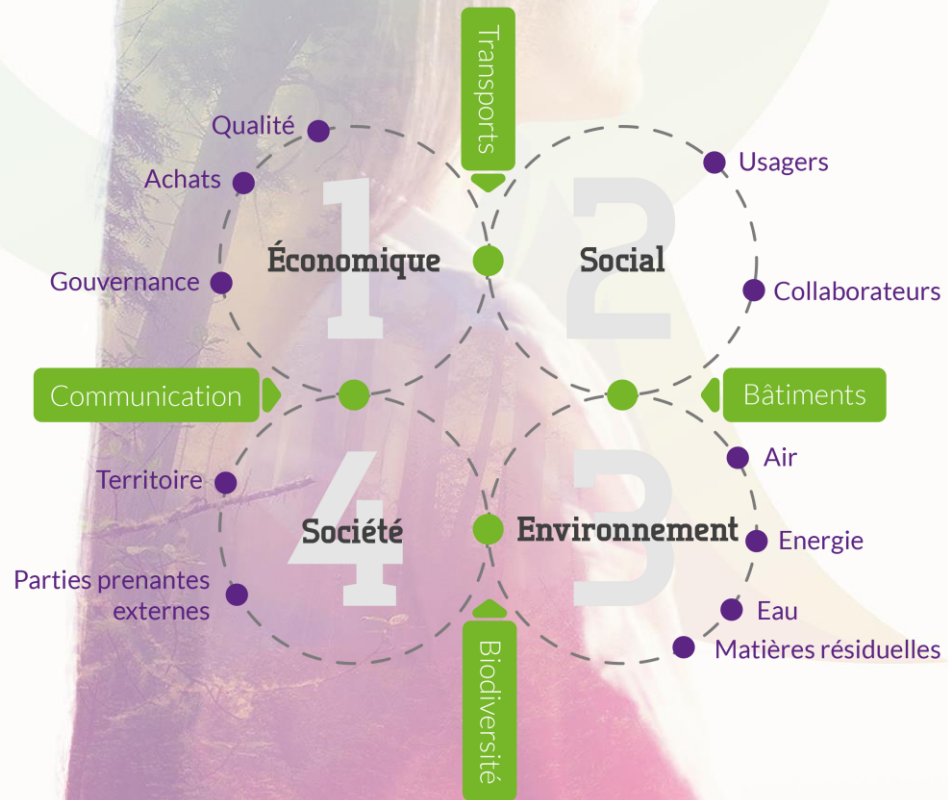 Transports
Qualité
Achats
Gouvernance
1
Économique
2
Social
Usagers
Collaborateurs
Communication
Bâtiments
Territoire
Parties prenantes
externes
4
Société
3
Environnement
Air
Energie
Eau
Matières résiduelles
Biodiversité